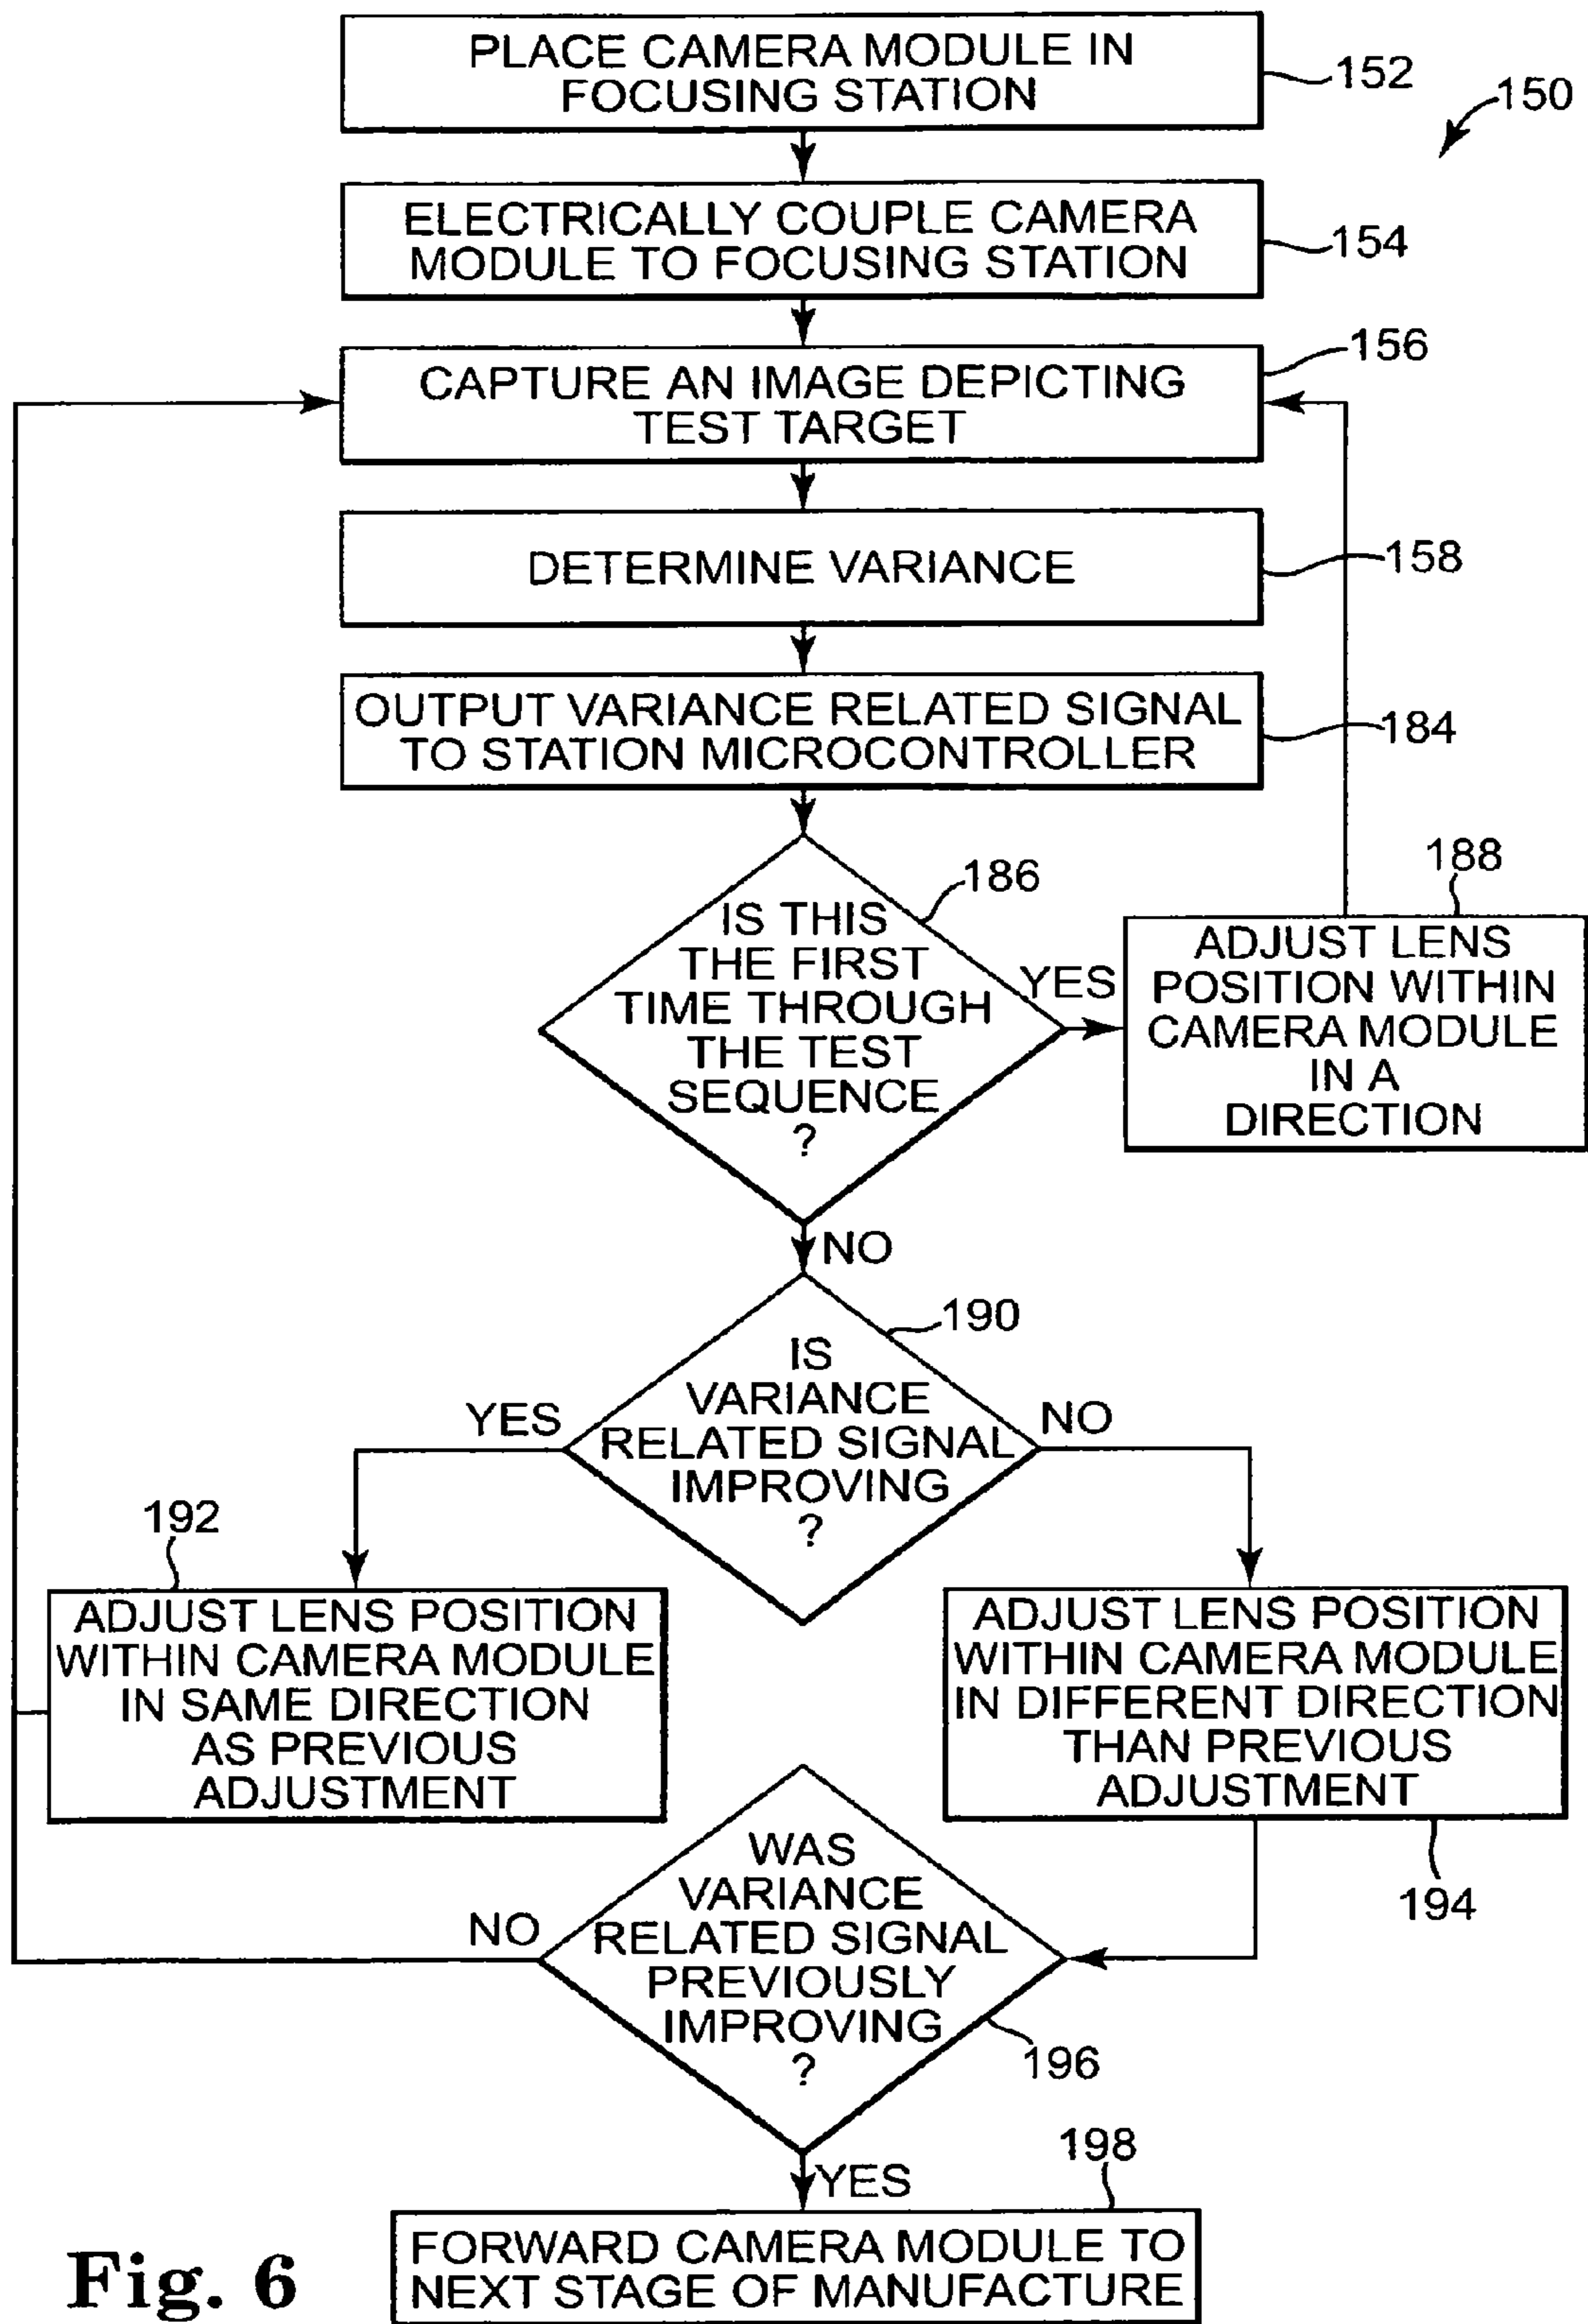 PLACE CAMERA MODULE IN
FOCUSING STATION
152
150
ELECTRICALLY COUPLE CAMERA
MODULE TO FOCUSING STATION
154
156
CAPTURE AN IMAGE DEPICTING
TEST TARGET
DETERMINE VARIANCE
158
OUTPUT VARIANCE RELATED SIGNAL
TO STATION MICROCONTROLLER
184
186
IS THIS
THE FIRST
TIME THROUGH
THE TEST
SEQUENCE
?
YES
188
ADJUST LENS
POSITION WITHIN
CAMERA MODULE
IN A
DIRECTION
NO
190
IS
VARIANCE
RELATED SIGNAL
IMPROVING
?
YES
NO
192
ADJUST LENS POSITION
WITHIN CAMERA MODULE
IN SAME DIRECTION
AS PREVIOUS
ADJUSTMENT
ADJUST LENS POSITION
WITHIN CAMERA MODULE
IN DIFFERENT DIRECTION
THAN PREVIOUS
ADJUSTMENT
194
WAS
VARIANCE
RELATED SIGNAL
PREVIOUSLY
IMPROVING
?
NO
196
YES
198
FORWARD CAMERA MODULE TO
NEXT STAGE OF MANUFACTURE
Fig. 6